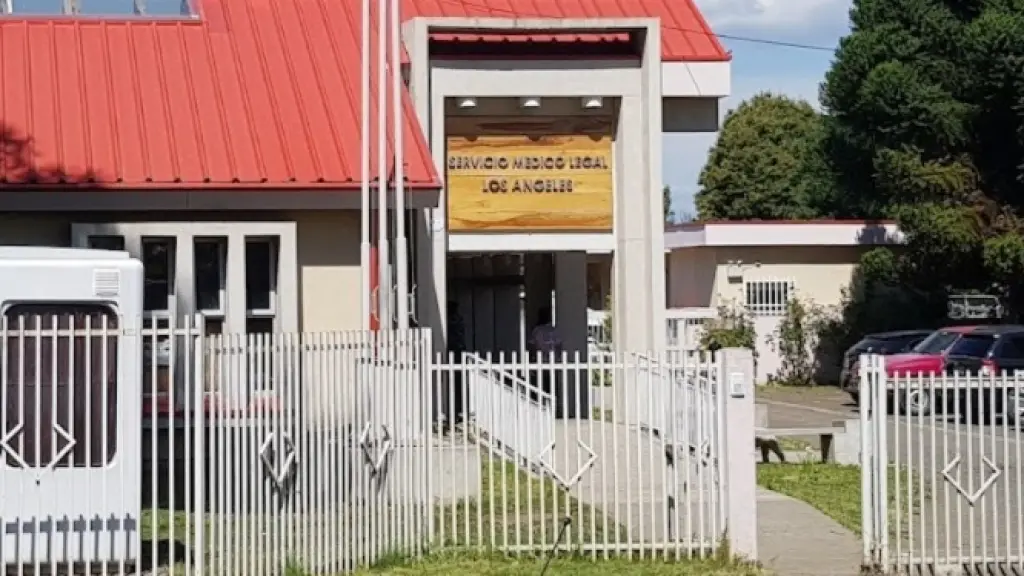 SERVICIO MEDICO LEGAL
LOS ANGELES